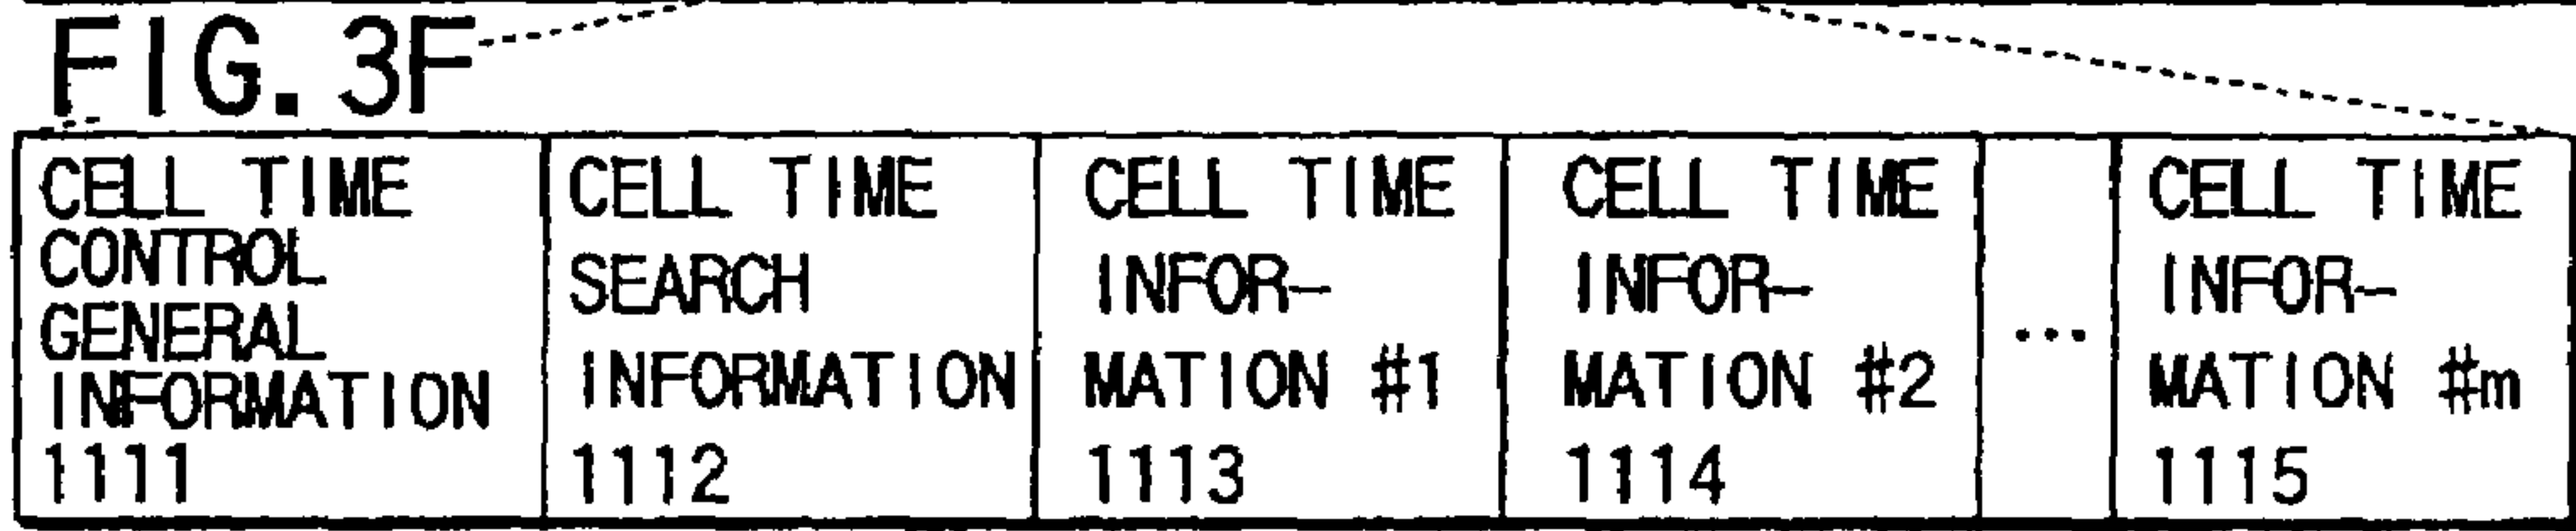 FIG. 3F
CELL TIME
CONTROL
GENERAL
INFORMATION
1111
CELL TIME
SEARCH
INFORMATION
1112
CELL TIME
INFOR-
MATION #1
1113
CELL TIME
INFOR-
MATION #2
1114
...
CELL TIME
INFOR-
MATION #m
1115